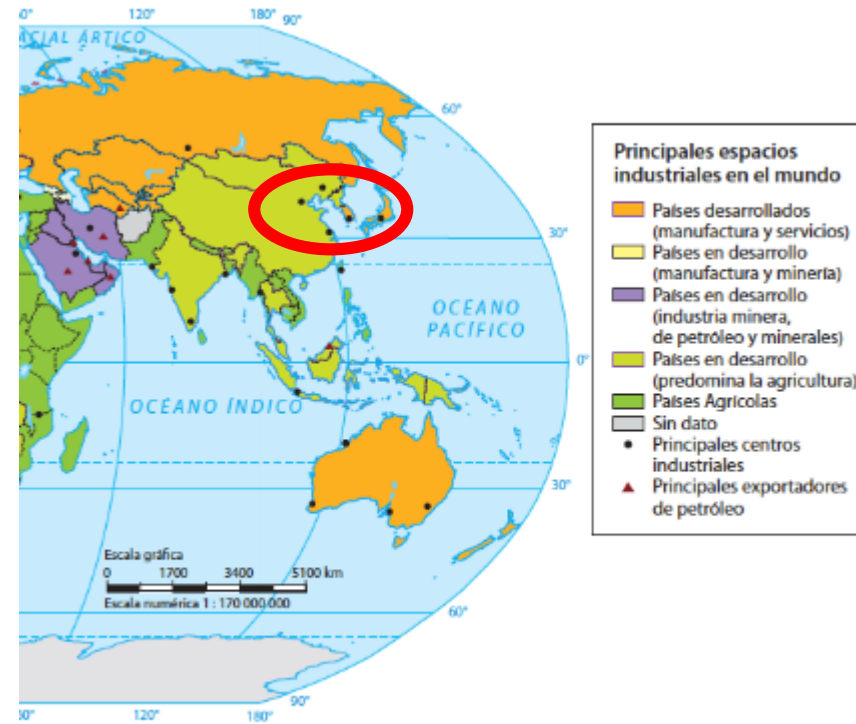 0°
120°
180°
90°
CIAL ÁRTICO
60°
30°
OCÉANO
PACÍFICO
0°
OCÉANO ÍNDICO
30°
Escala gráfica
0 1700 3400 5100 km
Escala numérica 1 : 170 000 000
60°
90°
120°
180°
Principales espacios
industriales en el mundo
Países desarrollados
(manufactura y servicios)
Países en desarrollo
(manufactura y minería)
Países en desarrollo
(industria minera,
de petróleo y minerales)
Países en desarrollo
(predomina la agricultura)
Países Agrícolas
Sin dato
Principales centros
industriales
Principales exportadores
de petróleo